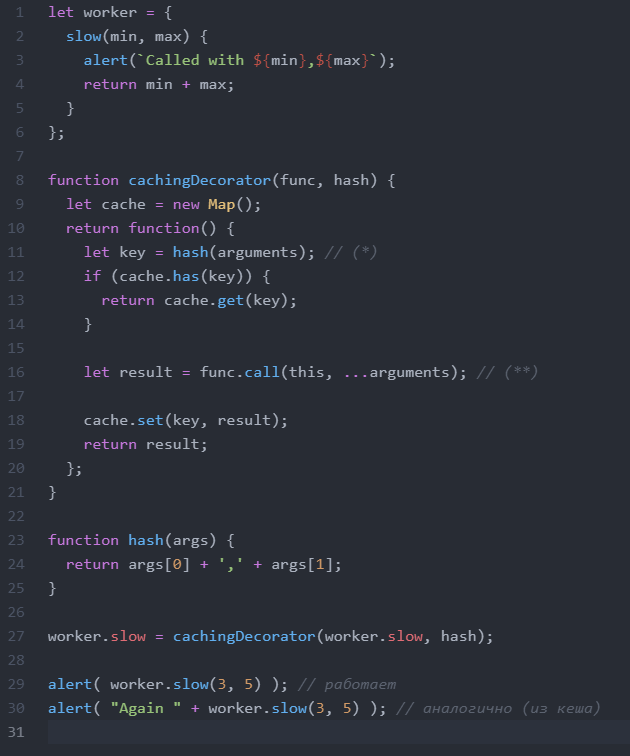 1 let worker = {
2   slow(min, max) {
3     alert(`Called with ${min},${max}`);
4     return min + max;
5   }
6 };
7
8 function cachingDecorator(func, hash) {
9   let cache = new Map();
10   return function() {
11     let key = hash(arguments); // (*)
12     if (cache.has(key)) {
13       return cache.get(key);
14     }
15
16     let result = func.call(this, ...arguments); // (**)
17
18     cache.set(key, result);
19     return result;
20   };
21 }
22
23 function hash(args) {
24   return args[0] + ',' + args[1];
25 }
26
27 worker.slow = cachingDecorator(worker.slow, hash);
28
29 alert( worker.slow(3, 5) ); // работает
30 alert( "Again " + worker.slow(3, 5) ); // аналогично (из кеша)
31